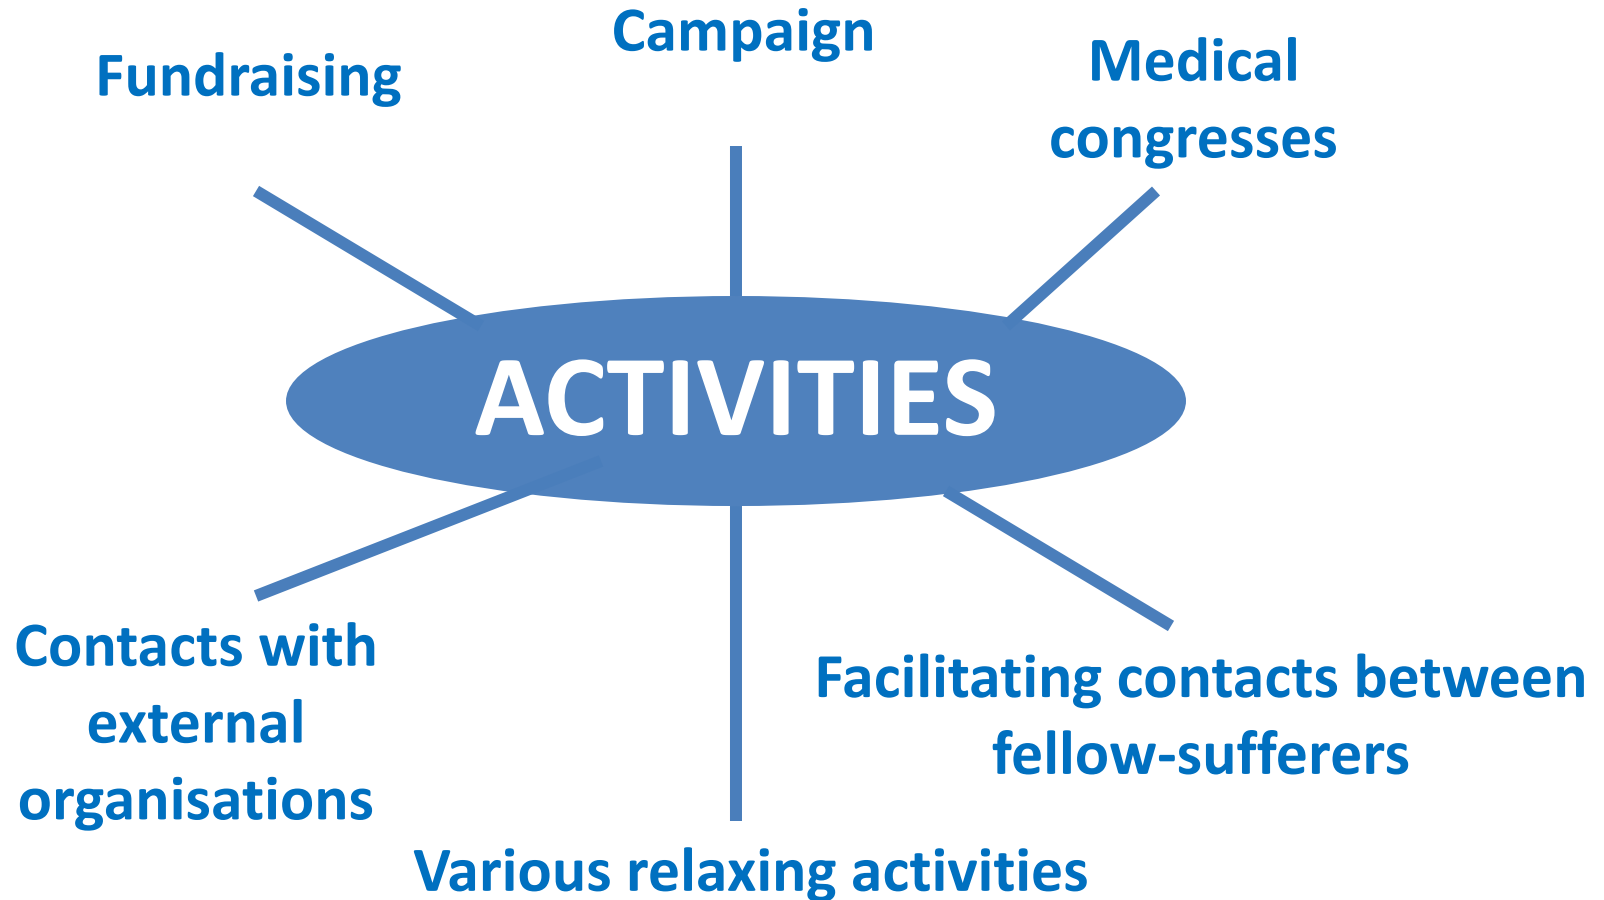 Campaign
Fundraising
Medical
congresses
ACTIVITIES
Contacts with
external
organisations
Facilitating contacts between
fellow-sufferers
Various relaxing activities